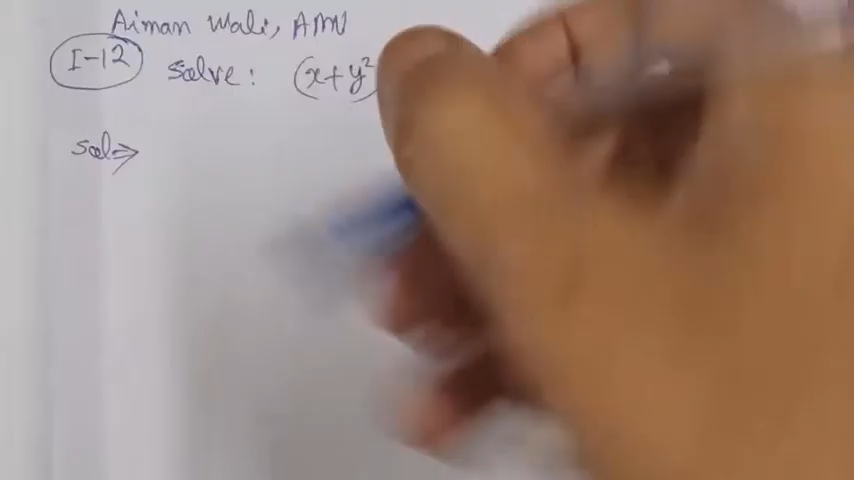 Aiman Wali, AMU
I-12 Solve: (x+y²)
Sol ⇒